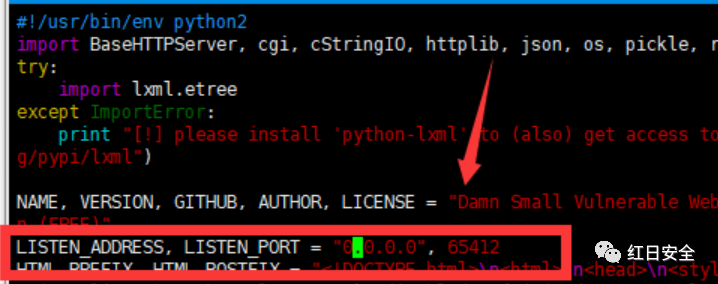 #!/usr/bin/env python2
import BaseHTTPServer, cgi, cStringIO, httplib, json, os, pickle,
try:
    import lxml.etree
except ImportError:
    print "[!] please install 'python-lxml' to (also) get access to
g/pypi/lxml")
NAME, VERSION, GITHUB, AUTHOR, LICENSE = "Damn Small Vulnerable Web
n (FREE)"
LISTEN_ADDRESS, LISTEN_PORT = "0.0.0.0", 65412
HTML_PREFIX, HTML_POSTFIX = "<!DOCTYPE html>\n<html>\n<head>\n<style
红日安全